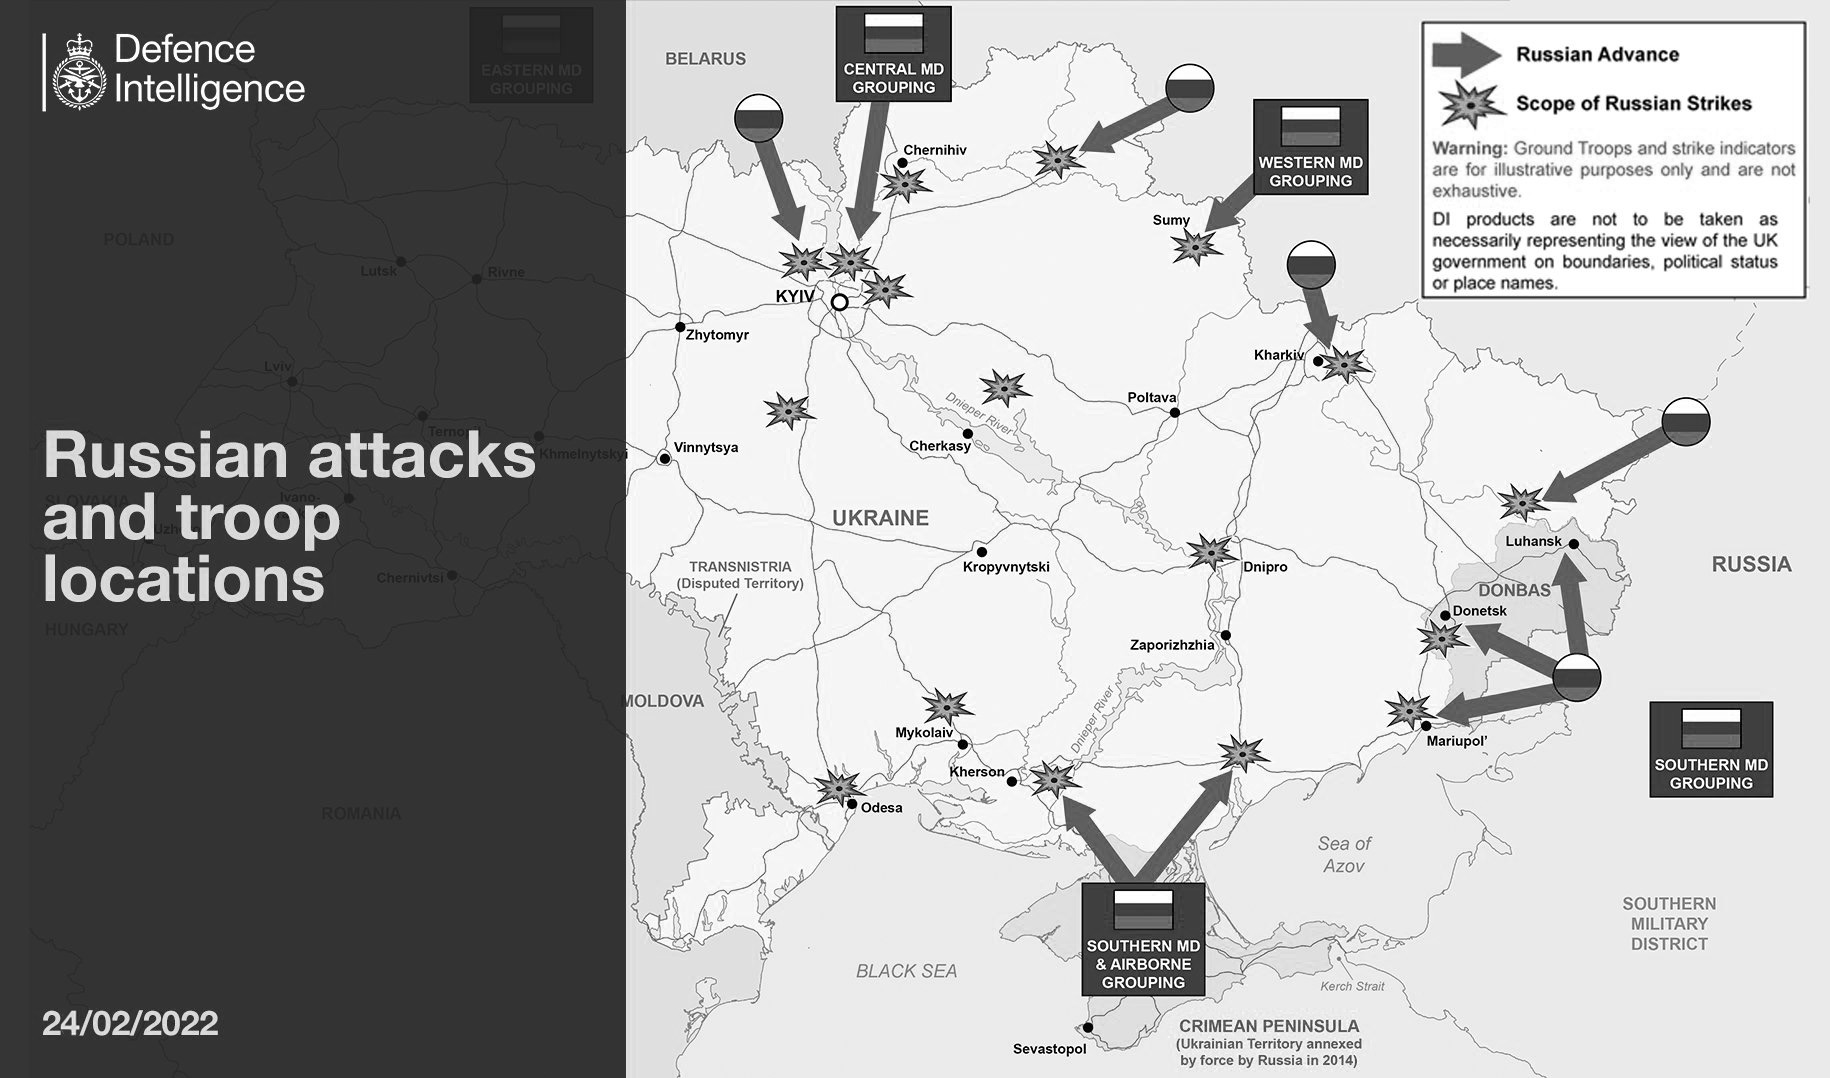 Defence
Intelligence
Russian attacks
and troop
locations
24/02/2022
EASTERN MD
GROUPING
POLAND
Lutsk
Rivne
Lviv
Ternopil
Khmelnytskyi
SLOVAKIA
Ivano-
Chernivtsi
HUNGARY
ROMANIA
MOLDOVA
BELARUS
CENTRAL MD
GROUPING
Chernihiv
WESTERN MD
GROUPING
Sumy
KYIV
Zhytomyr
Kharkiv
Poltava
Dnieper River
Cherkasy
Vinnytsya
UKRAINE
TRANSNISTRIA
(Disputed Territory)
Kropyvnytski
Dnipro
Luhansk
DONBAS
Donetsk
RUSSIA
Zaporizhzhia
Dnieper River
Mykolaiv
Kherson
Mariupol’
Odesa
SOUTHERN MD
GROUPING
Sea of
Azov
SOUTHERN
MILITARY
DISTRICT
SOUTHERN MD
& AIRBORNE
GROUPING
BLACK SEA
Kerch Strait
Sevastopol
CRIMEAN PENINSULA
(Ukrainian Territory annexed
by force by Russia in 2014)
Russian Advance
Scope of Russian Strikes
Warning: Ground Troops and strike indicators
are for illustrative purposes only and are not
exhaustive.
DI products are not to be taken as
necessarily representing the view of the UK
government on boundaries, political status
or place names.